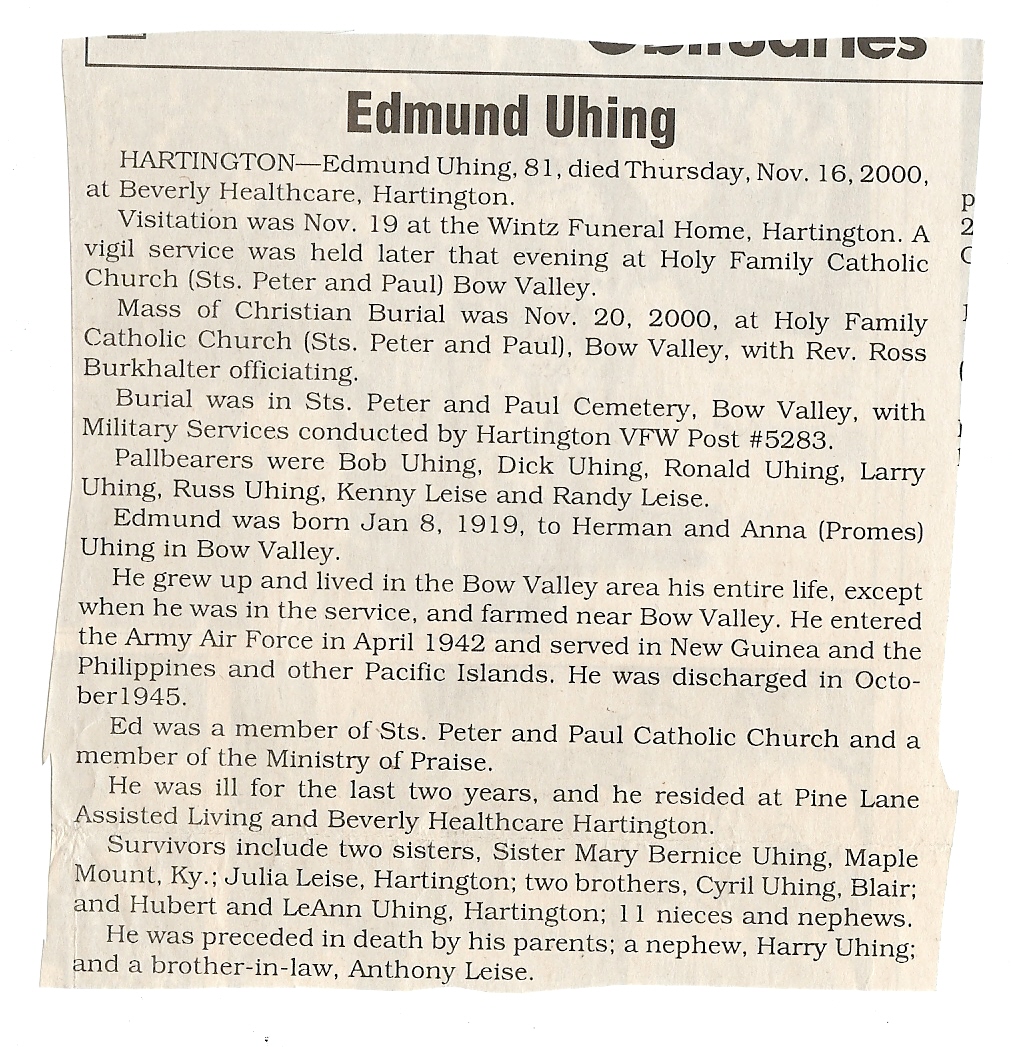 Obituaries
Edmund Uhing
HARTINGTON—Edmund Uhing, 81, died Thursday, Nov. 16, 2000,
at Beverly Healthcare, Hartington.
Visitation was Nov. 19 at the Wintz Funeral Home, Hartington. A
vigil service was held later that evening at Holy Family Catholic
Church (Sts. Peter and Paul) Bow Valley.
Mass of Christian Burial was Nov. 20, 2000, at Holy Family
Catholic Church (Sts. Peter and Paul), Bow Valley, with Rev. Ross
Burkhalter officiating.
Burial was in Sts. Peter and Paul Cemetery, Bow Valley, with
Military Services conducted by Hartington VFW Post #5283.
Pallbearers were Bob Uhing, Dick Uhing, Ronald Uhing, Larry
Uhing, Russ Uhing, Kenny Leise and Randy Leise.
Edmund was born Jan 8, 1919, to Herman and Anna (Promes)
Uhing in Bow Valley.
He grew up and lived in the Bow Valley area his entire life, except
when he was in the service, and farmed near Bow Valley. He entered
the Army Air Force in April 1942 and served in New Guinea and the
Philippines and other Pacific Islands. He was discharged in Octo-
ber1945.
Ed was a member of Sts. Peter and Paul Catholic Church and a
member of the Ministry of Praise.
He was ill for the last two years, and he resided at Pine Lane
Assisted Living and Beverly Healthcare Hartington.
Survivors include two sisters, Sister Mary Bernice Uhing, Maple
Mount, Ky.; Julia Leise, Hartington; two brothers, Cyril Uhing, Blair;
and Hubert and LeAnn Uhing, Hartington; 11 nieces and nephews.
He was preceded in death by his parents; a nephew, Harry Uhing;
and a brother-in-law, Anthony Leise.